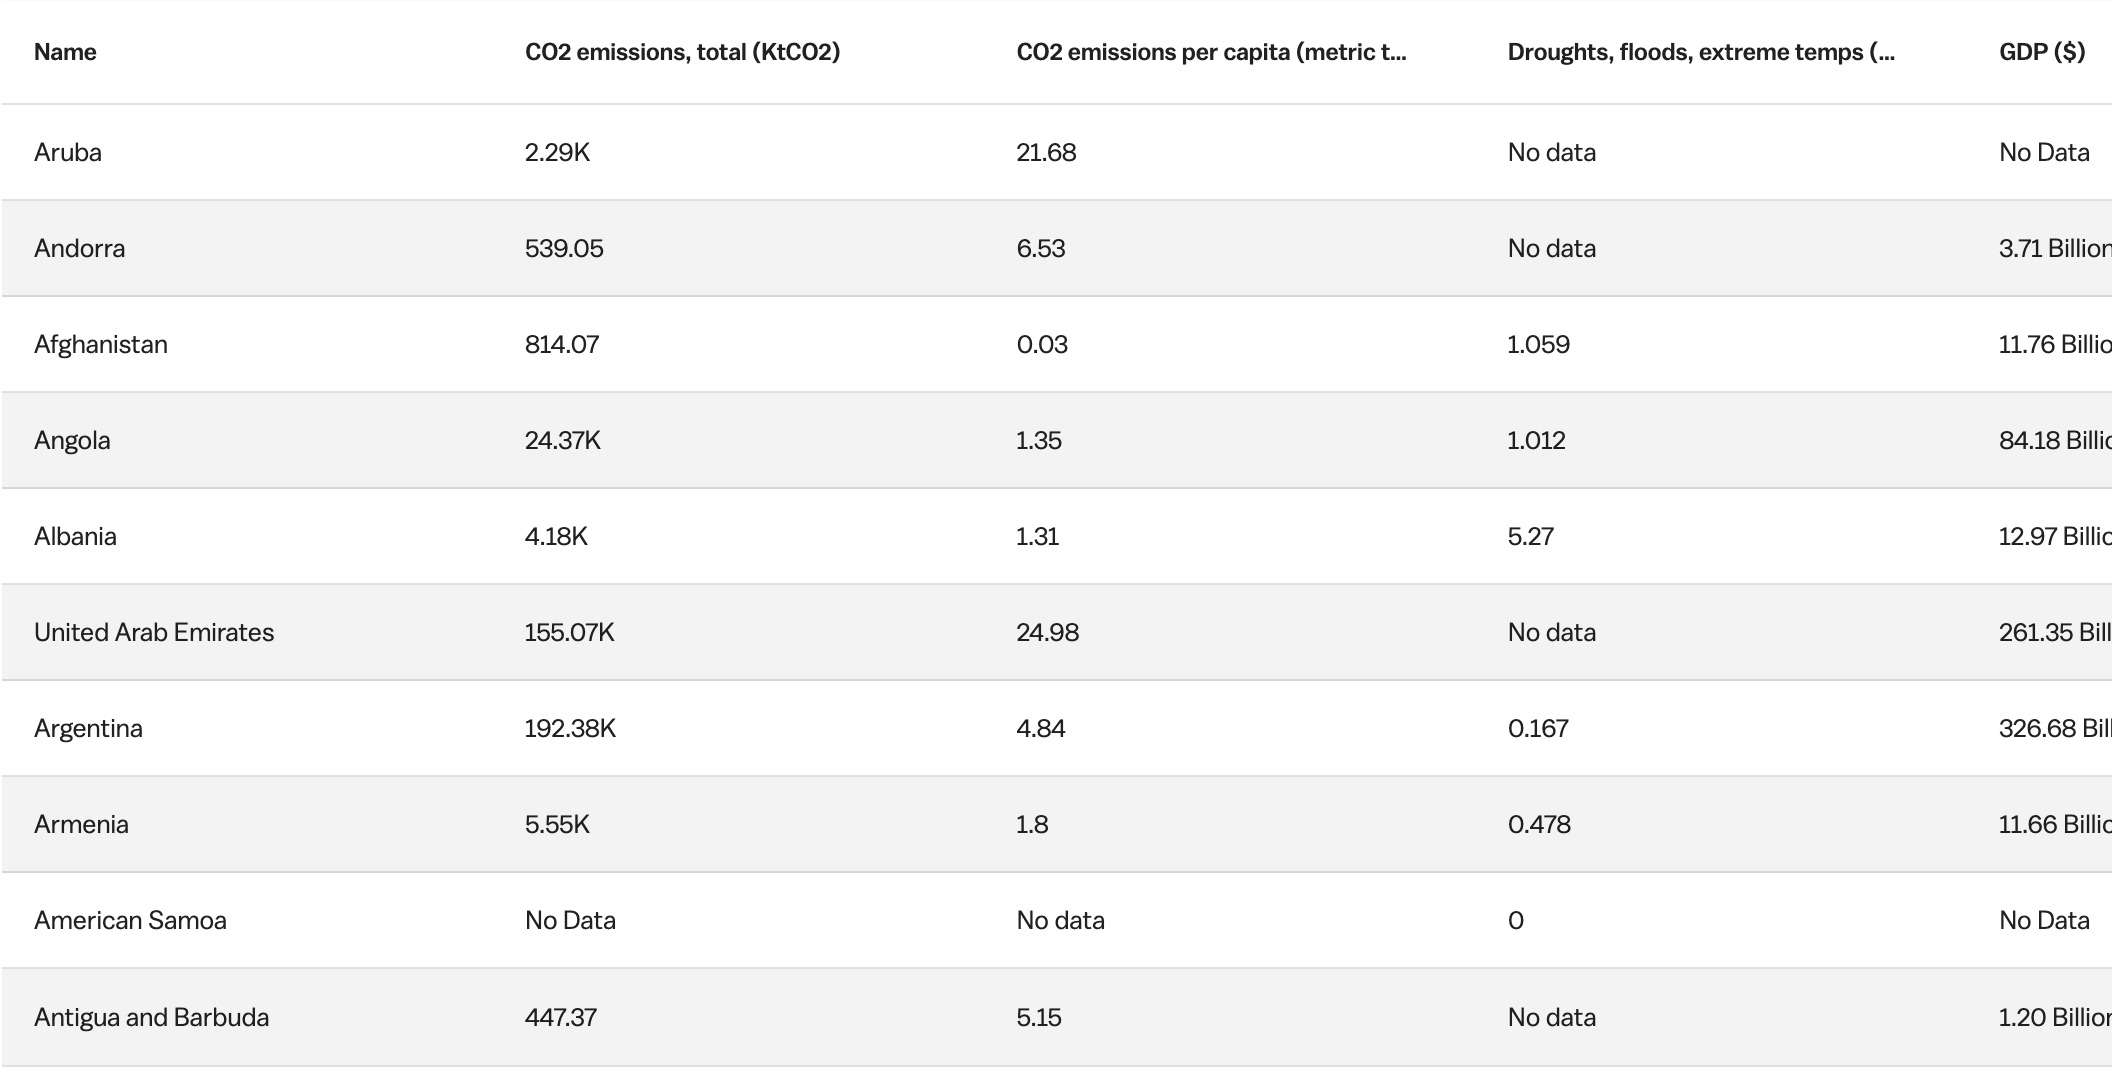 Name CO2 emissions, total (KtCO2) CO2 emissions per capita (metric t... Droughts, floods, extreme temps (... GDP ($)
Aruba 2.29K 21.68 No data No Data
Andorra 539.05 6.53 No data 3.71 Billion
Afghanistan 814.07 0.03 1.059 11.76 Billio
Angola 24.37K 1.35 1.012 84.18 Billio
Albania 4.18K 1.31 5.27 12.97 Billio
United Arab Emirates 155.07K 24.98 No data 261.35 Bill
Argentina 192.38K 4.84 0.167 326.68 Bill
Armenia 5.55K 1.8 0.478 11.66 Billio
American Samoa No Data No data 0 No Data
Antigua and Barbuda 447.37 5.15 No data 1.20 Billion